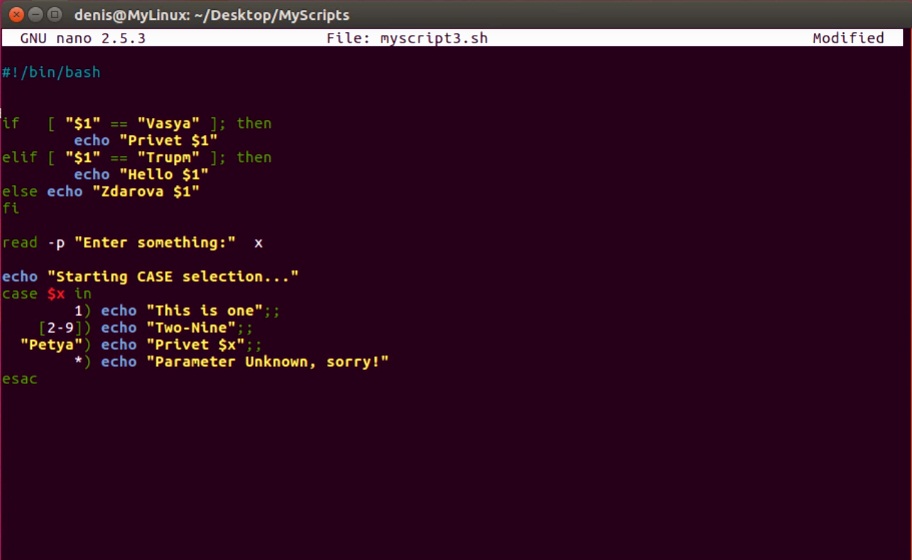 denis@MyLinux: ~/Desktop/MyScripts
GNU nano 2.5.3 File: myscript3.sh Modified
#!/bin/bash
if [ "$1" == "Vasya" ]; then
echo "Privet $1"
elif [ "$1" == "Trupm" ]; then
echo "Hello $1"
else echo "Zdarova $1"
fi
read -p "Enter something:" x
echo "Starting CASE selection..."
case $x in
1) echo "This is one";;
[2-9]) echo "Two-Nine";;
"Petya") echo "Privet $x";;
*) echo "Parameter Unknown, sorry!"
esac